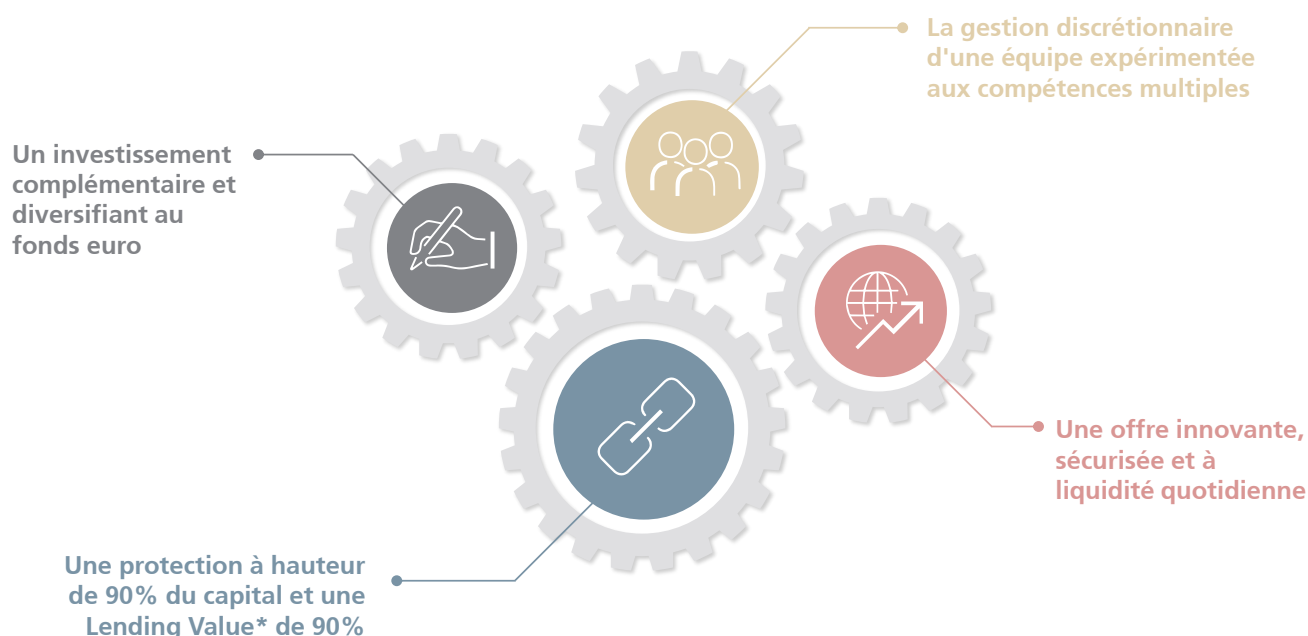 La gestion discrétionnaire
d'une équipe expérimentée
aux compétences multiples
Un investissement
complémentaire et
diversifiant au
fonds euro
Une offre innovante,
sécurisée et à
liquidité quotidienne
Une protection à hauteur
de 90% du capital et une
Lending Value* de 90%